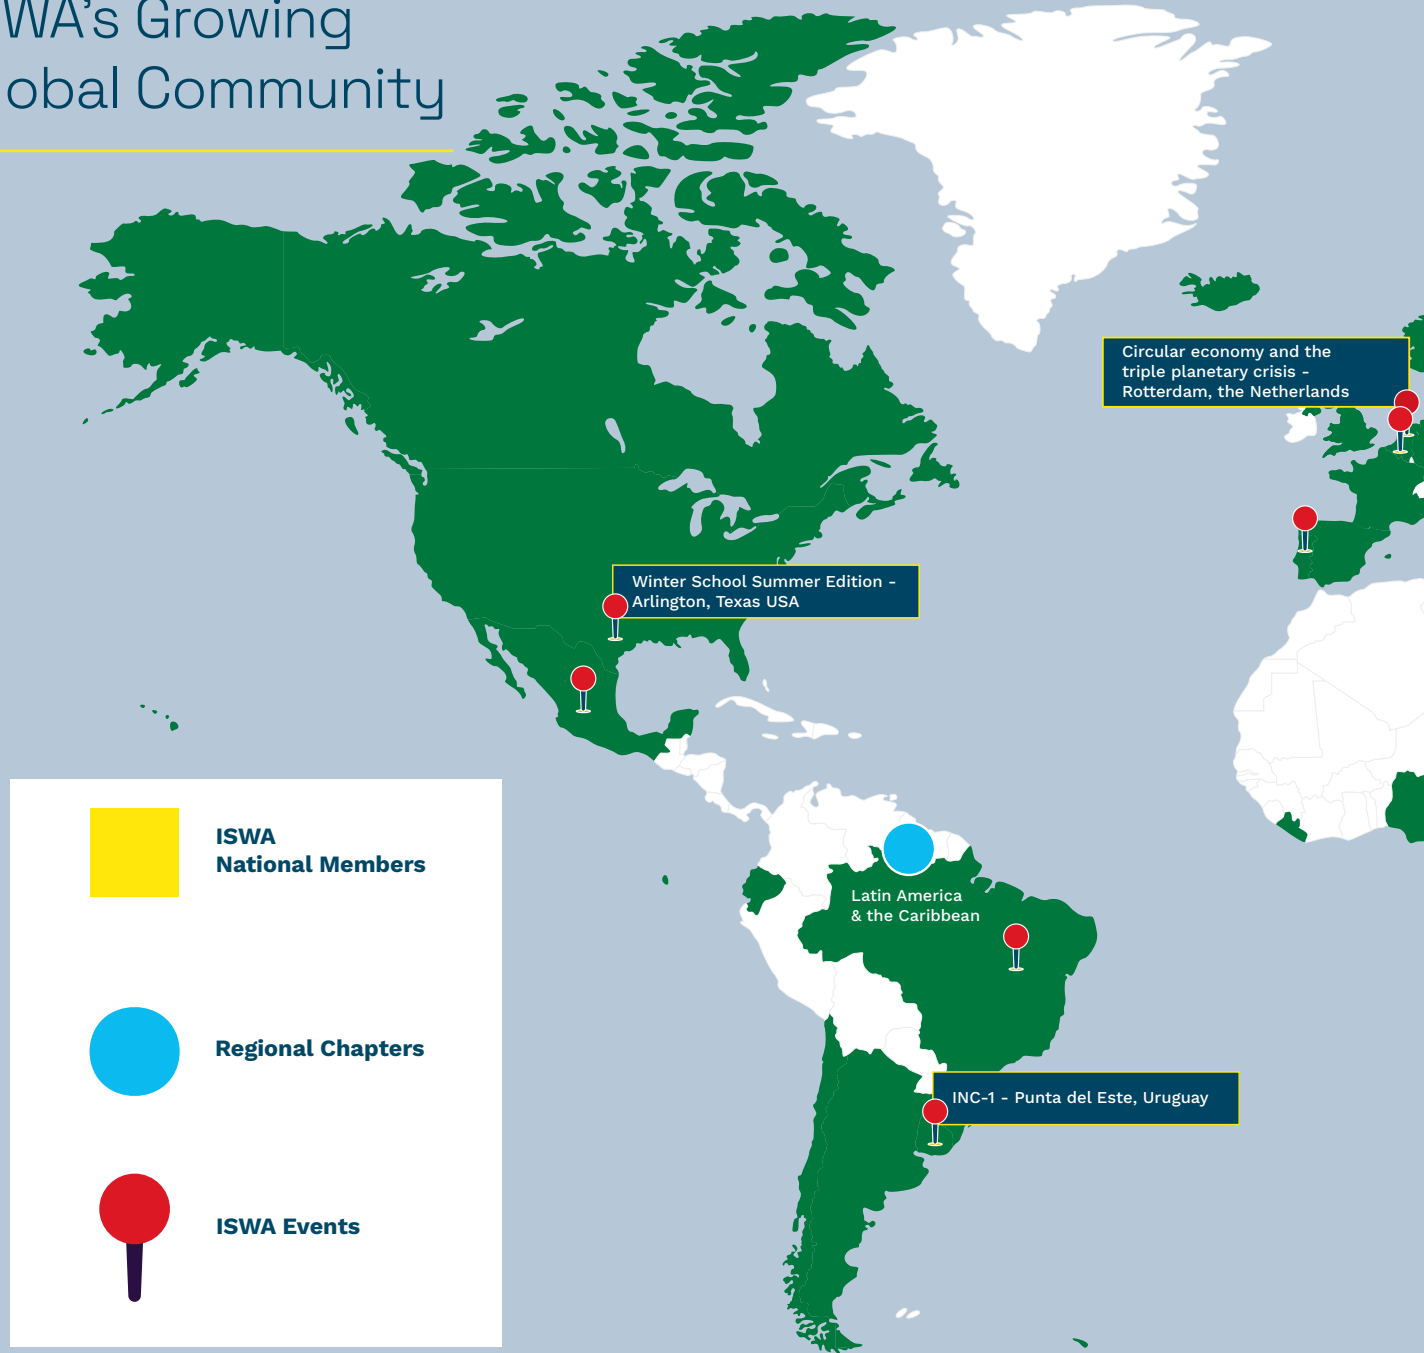 WA's Growing
obal Community
Circular economy and the
triple planetary crisis -
Rotterdam, the Netherlands
Winter School Summer Edition -
Arlington, Texas USA
ISWA
National Members
Latin America
& the Caribbean
Regional Chapters
INC-1 - Punta del Este, Uruguay
ISWA Events